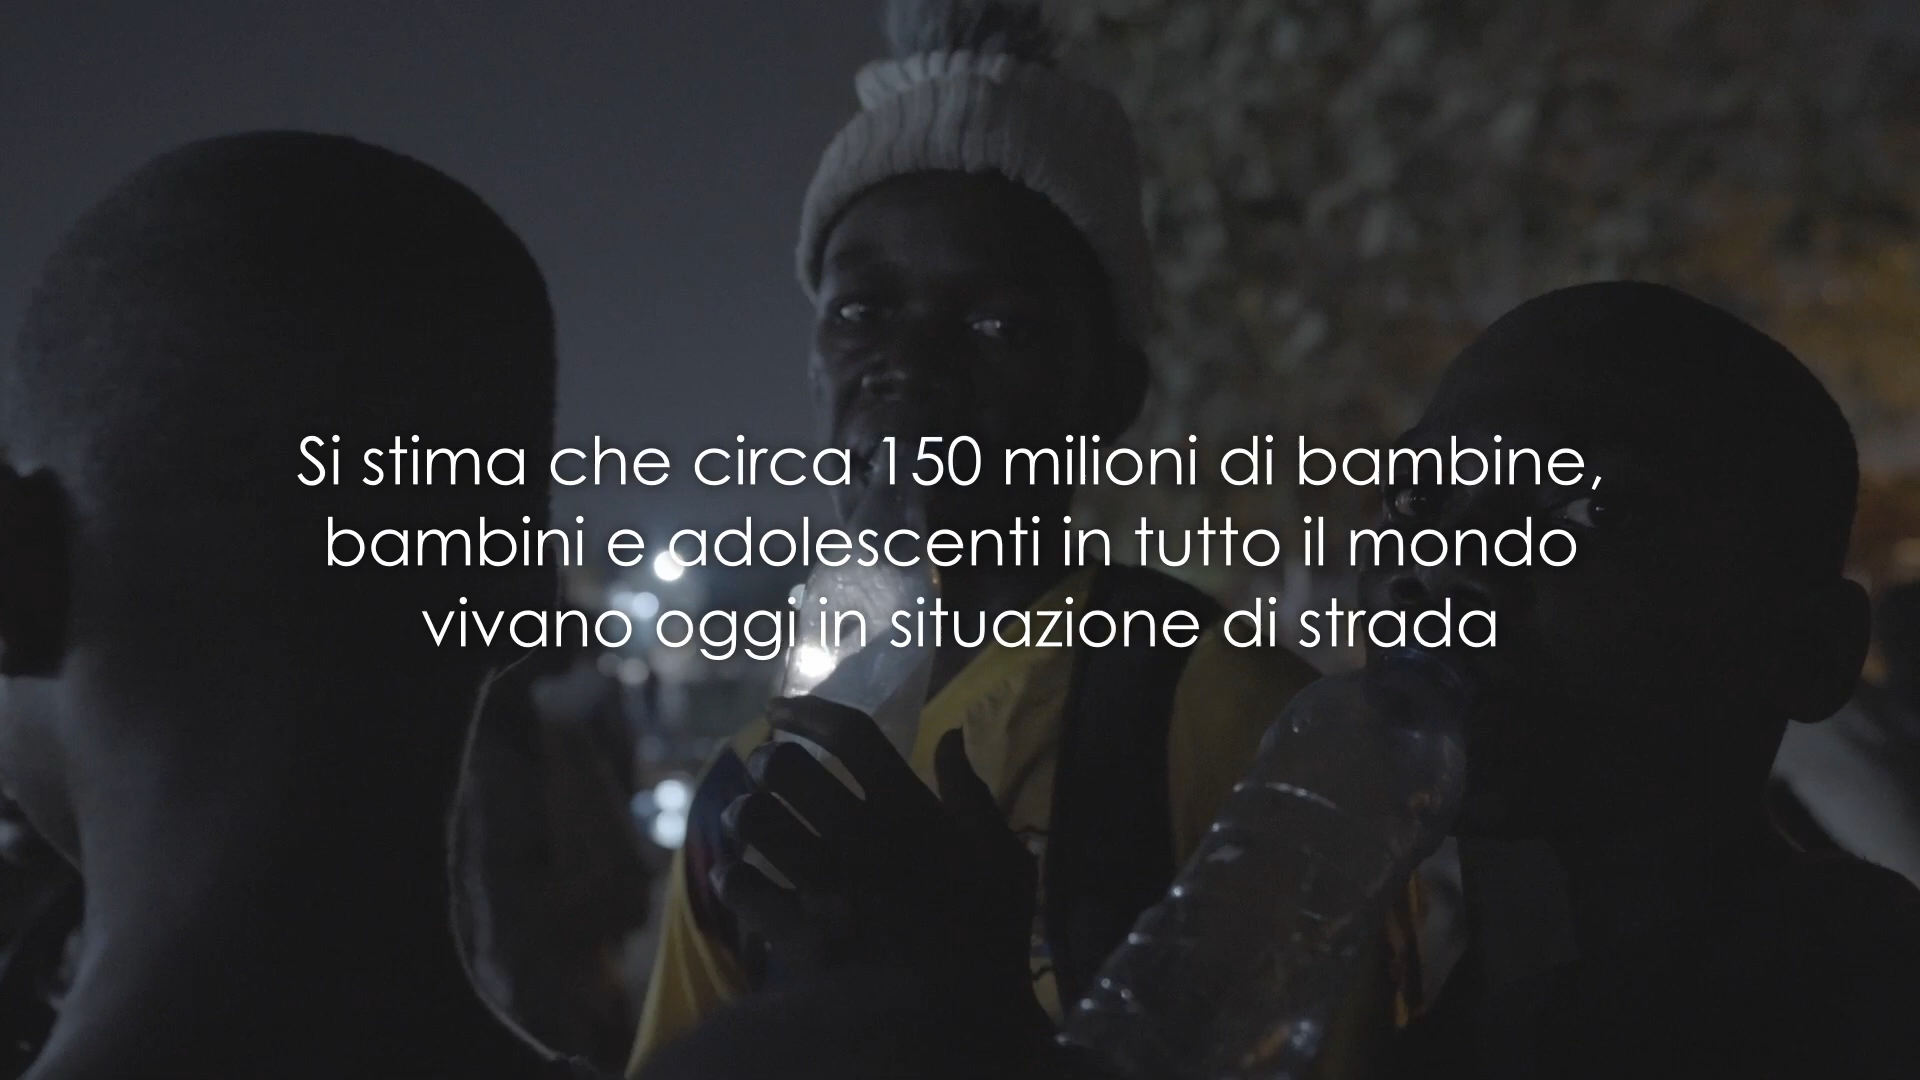 Si stima che circa 150 milioni di bambine,
bambini e adolescenti in tutto il mondo
vivano oggi in situazione di strada